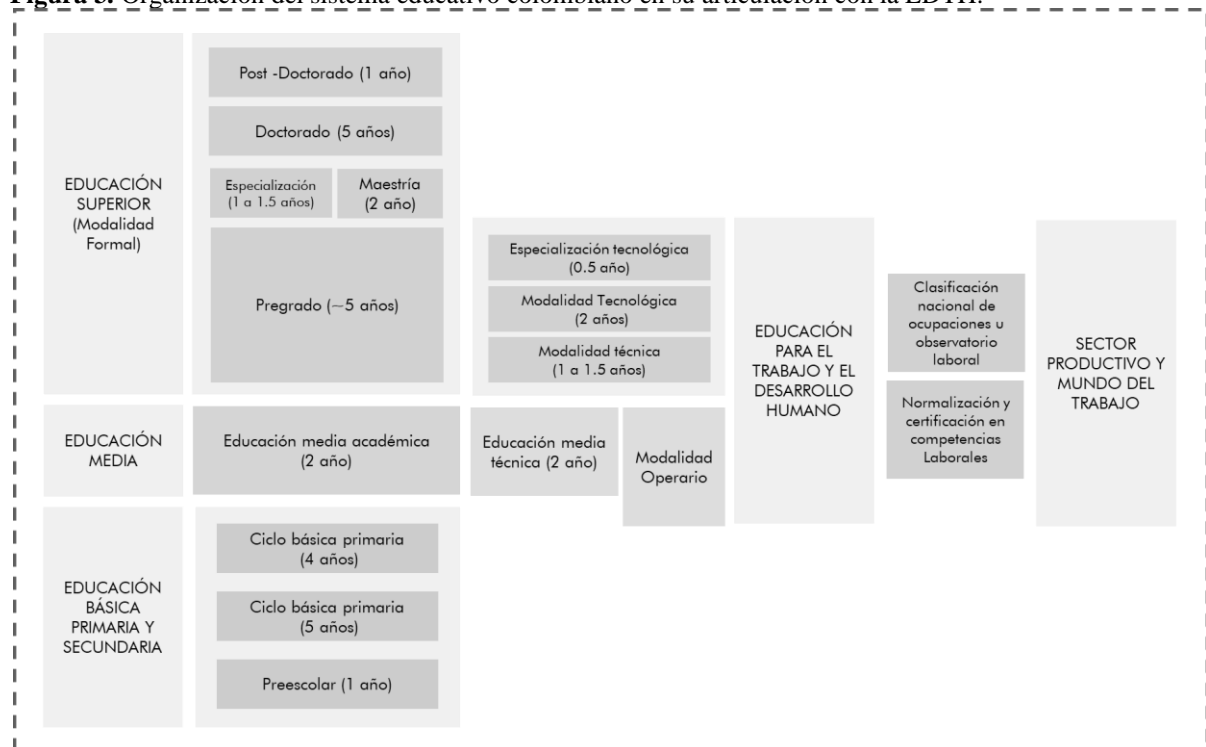 Figura 3. Organización del sistema educativo colombiano en su articulación con la EDTH.
EDUCACIÓN
SUPERIOR
(Modalidad
Formal)
Post -Doctorado (1 año)
Doctorado (5 años)
Especialización
(1 a 1.5 años)
Maestría
(2 año)
Pregrado (~5 años)
Especialización tecnológica
(0.5 año)
Modalidad Tecnológica
(2 años)
Modalidad técnica
(1 a 1.5 años)
EDUCACIÓN
MEDIA
Educación media académica
(2 año)
Educación media
técnica (2 año)
Modalidad
Operario
EDUCACIÓN
BÁSICA
PRIMARIA Y
SECUNDARIA
Ciclo básica primaria
(4 años)
Ciclo básica primaria
(5 años)
Preescolar (1 año)
EDUCACIÓN
PARA EL
TRABAJO Y EL
DESARROLLO
HUMANO
Clasificación
nacional de
ocupaciones u
observatorio
laboral
Normalización y
certificación en
competencias
Laborales
SECTOR
PRODUCTIVO Y
MUNDO DEL
TRABAJO